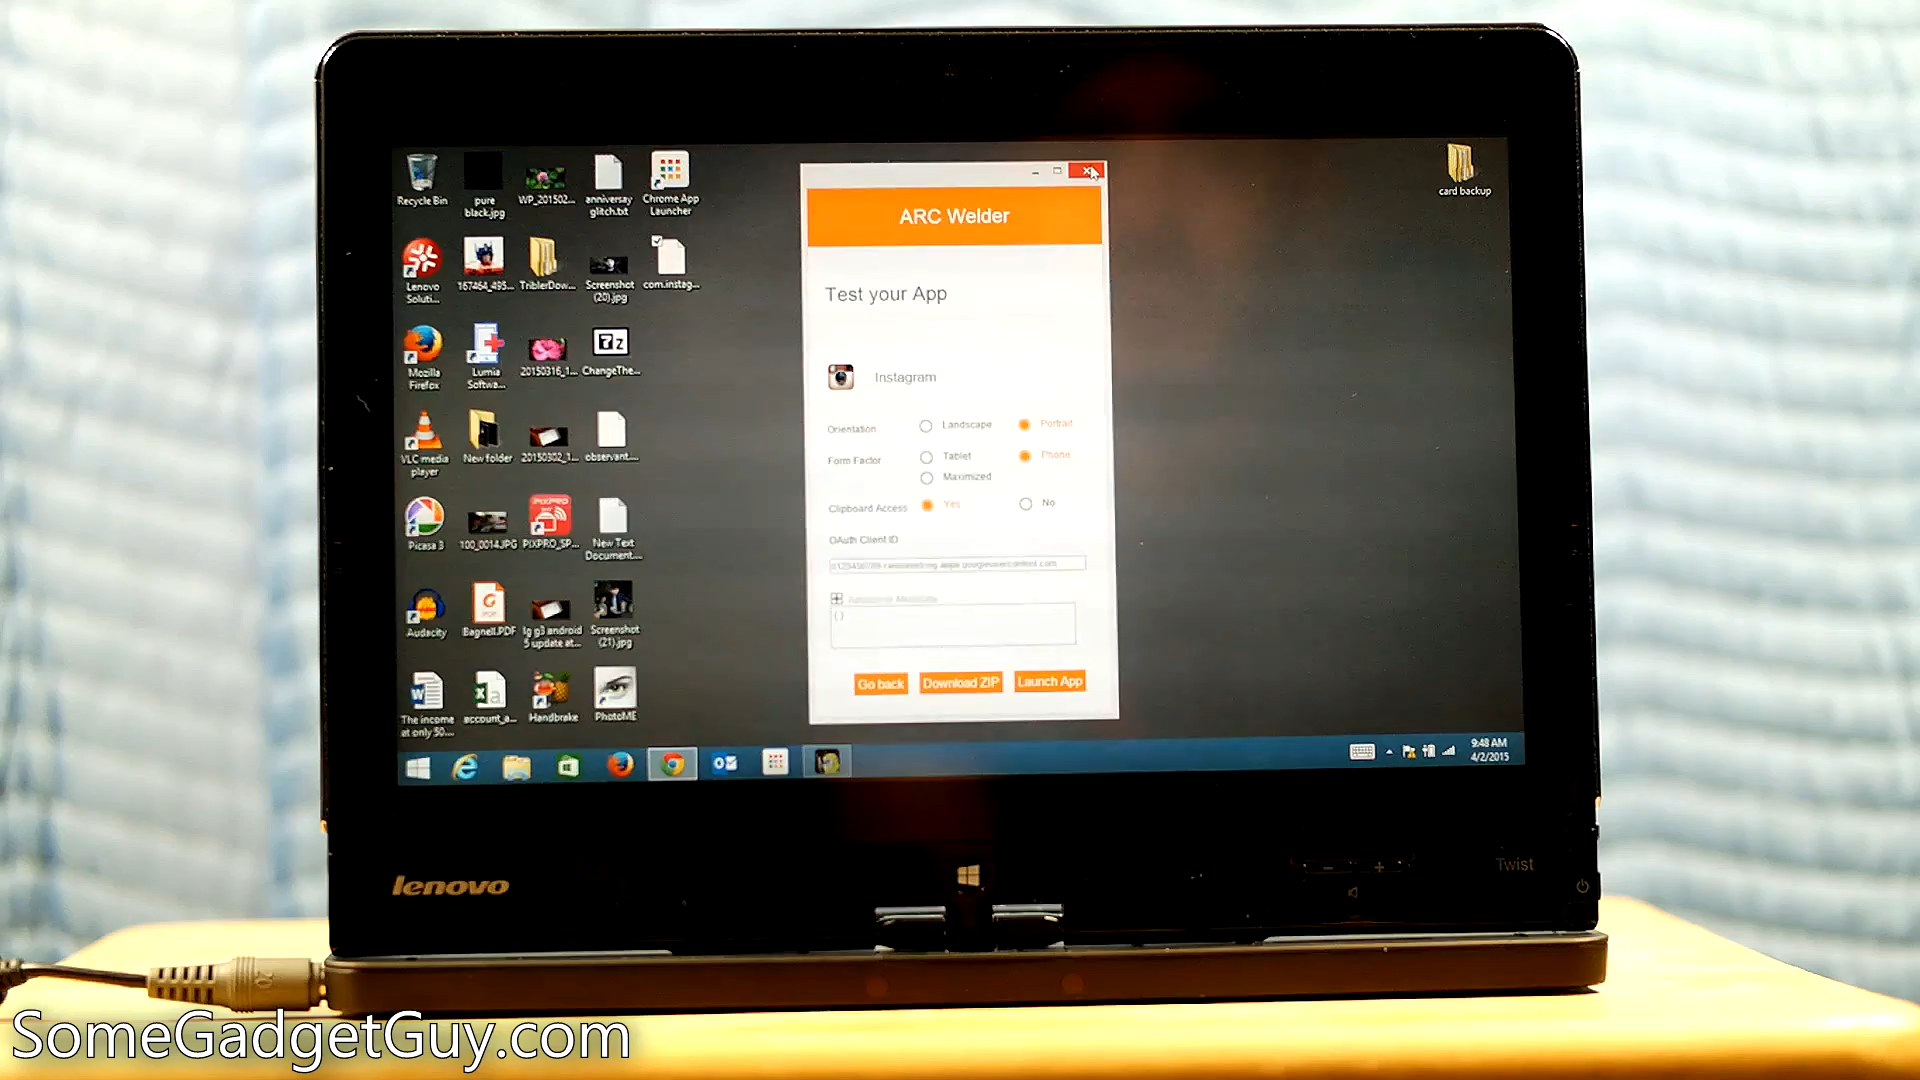 Recycle Bin
pure
black.jpg
WP_201502...
anniversay
glitch.txt
Chrome App
Launcher
card backup
Lenovo
Soluti...
167464_495...
TriblerDow...
Screenshot
(20).jpg
com.instag...
Mozilla
Firefox
Lumia
Softwa...
20150316_1...
7z
ChangeThe...
VLC media
player
New folder
20150302_1...
observant....
Picasa 3
100_0014.JPG
PIXPRO
PIXPRO_SP...
New Text
Document....
Audacity
Bagnell.PDF
lg g3 android
5 update at...
Screenshot
(21).jpg
The income
at only 50....
account_a...
Handbrake
PhotoME
ARC Welder
Test your App
Instagram
Orientation Landscape Portrait
Form Factor Tablet Phone
Maximized
Clipboard Access Yes No
OAuth Client ID
Additional Metadata
{}
Go back Download ZIP Launch App
9:48 AM
4/2/2015
lenovo
Twist
SomeGadgetGuy.com